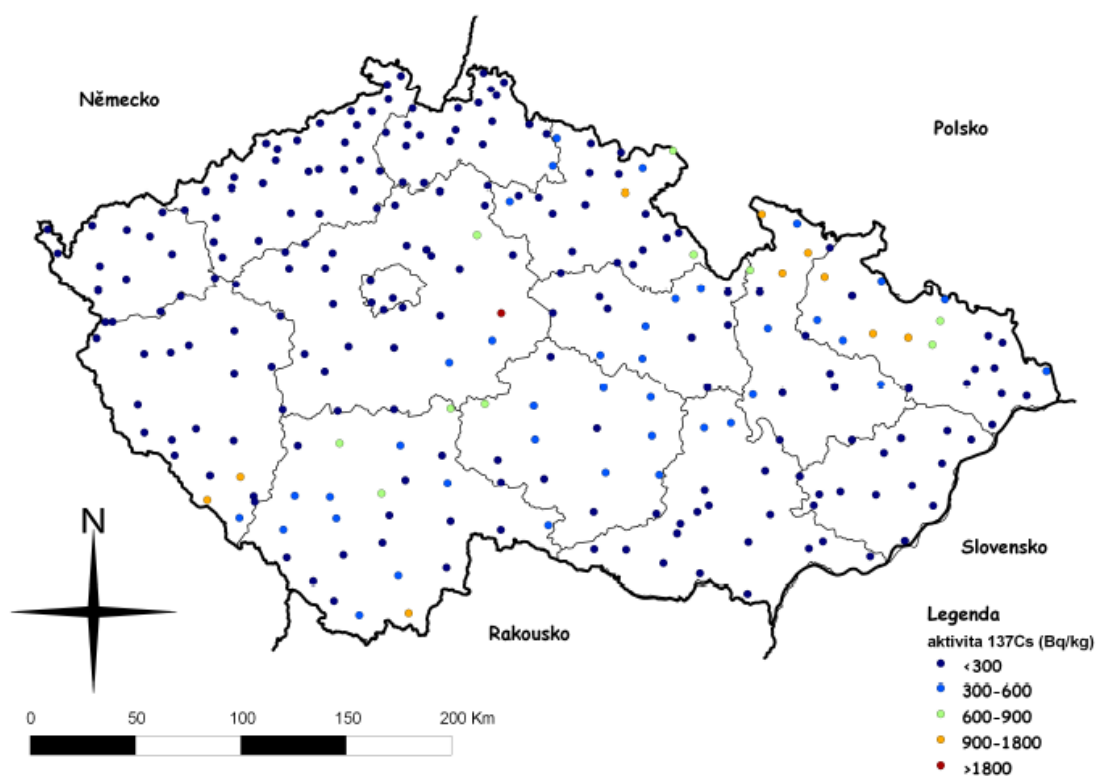 Německo
Polsko
N
Slovensko
Rakousko
Legenda
aktivita 137Cs (Bq/kg)
<300
300-600
600-900
900-1800
>1800
0 50 100 150 200 Km